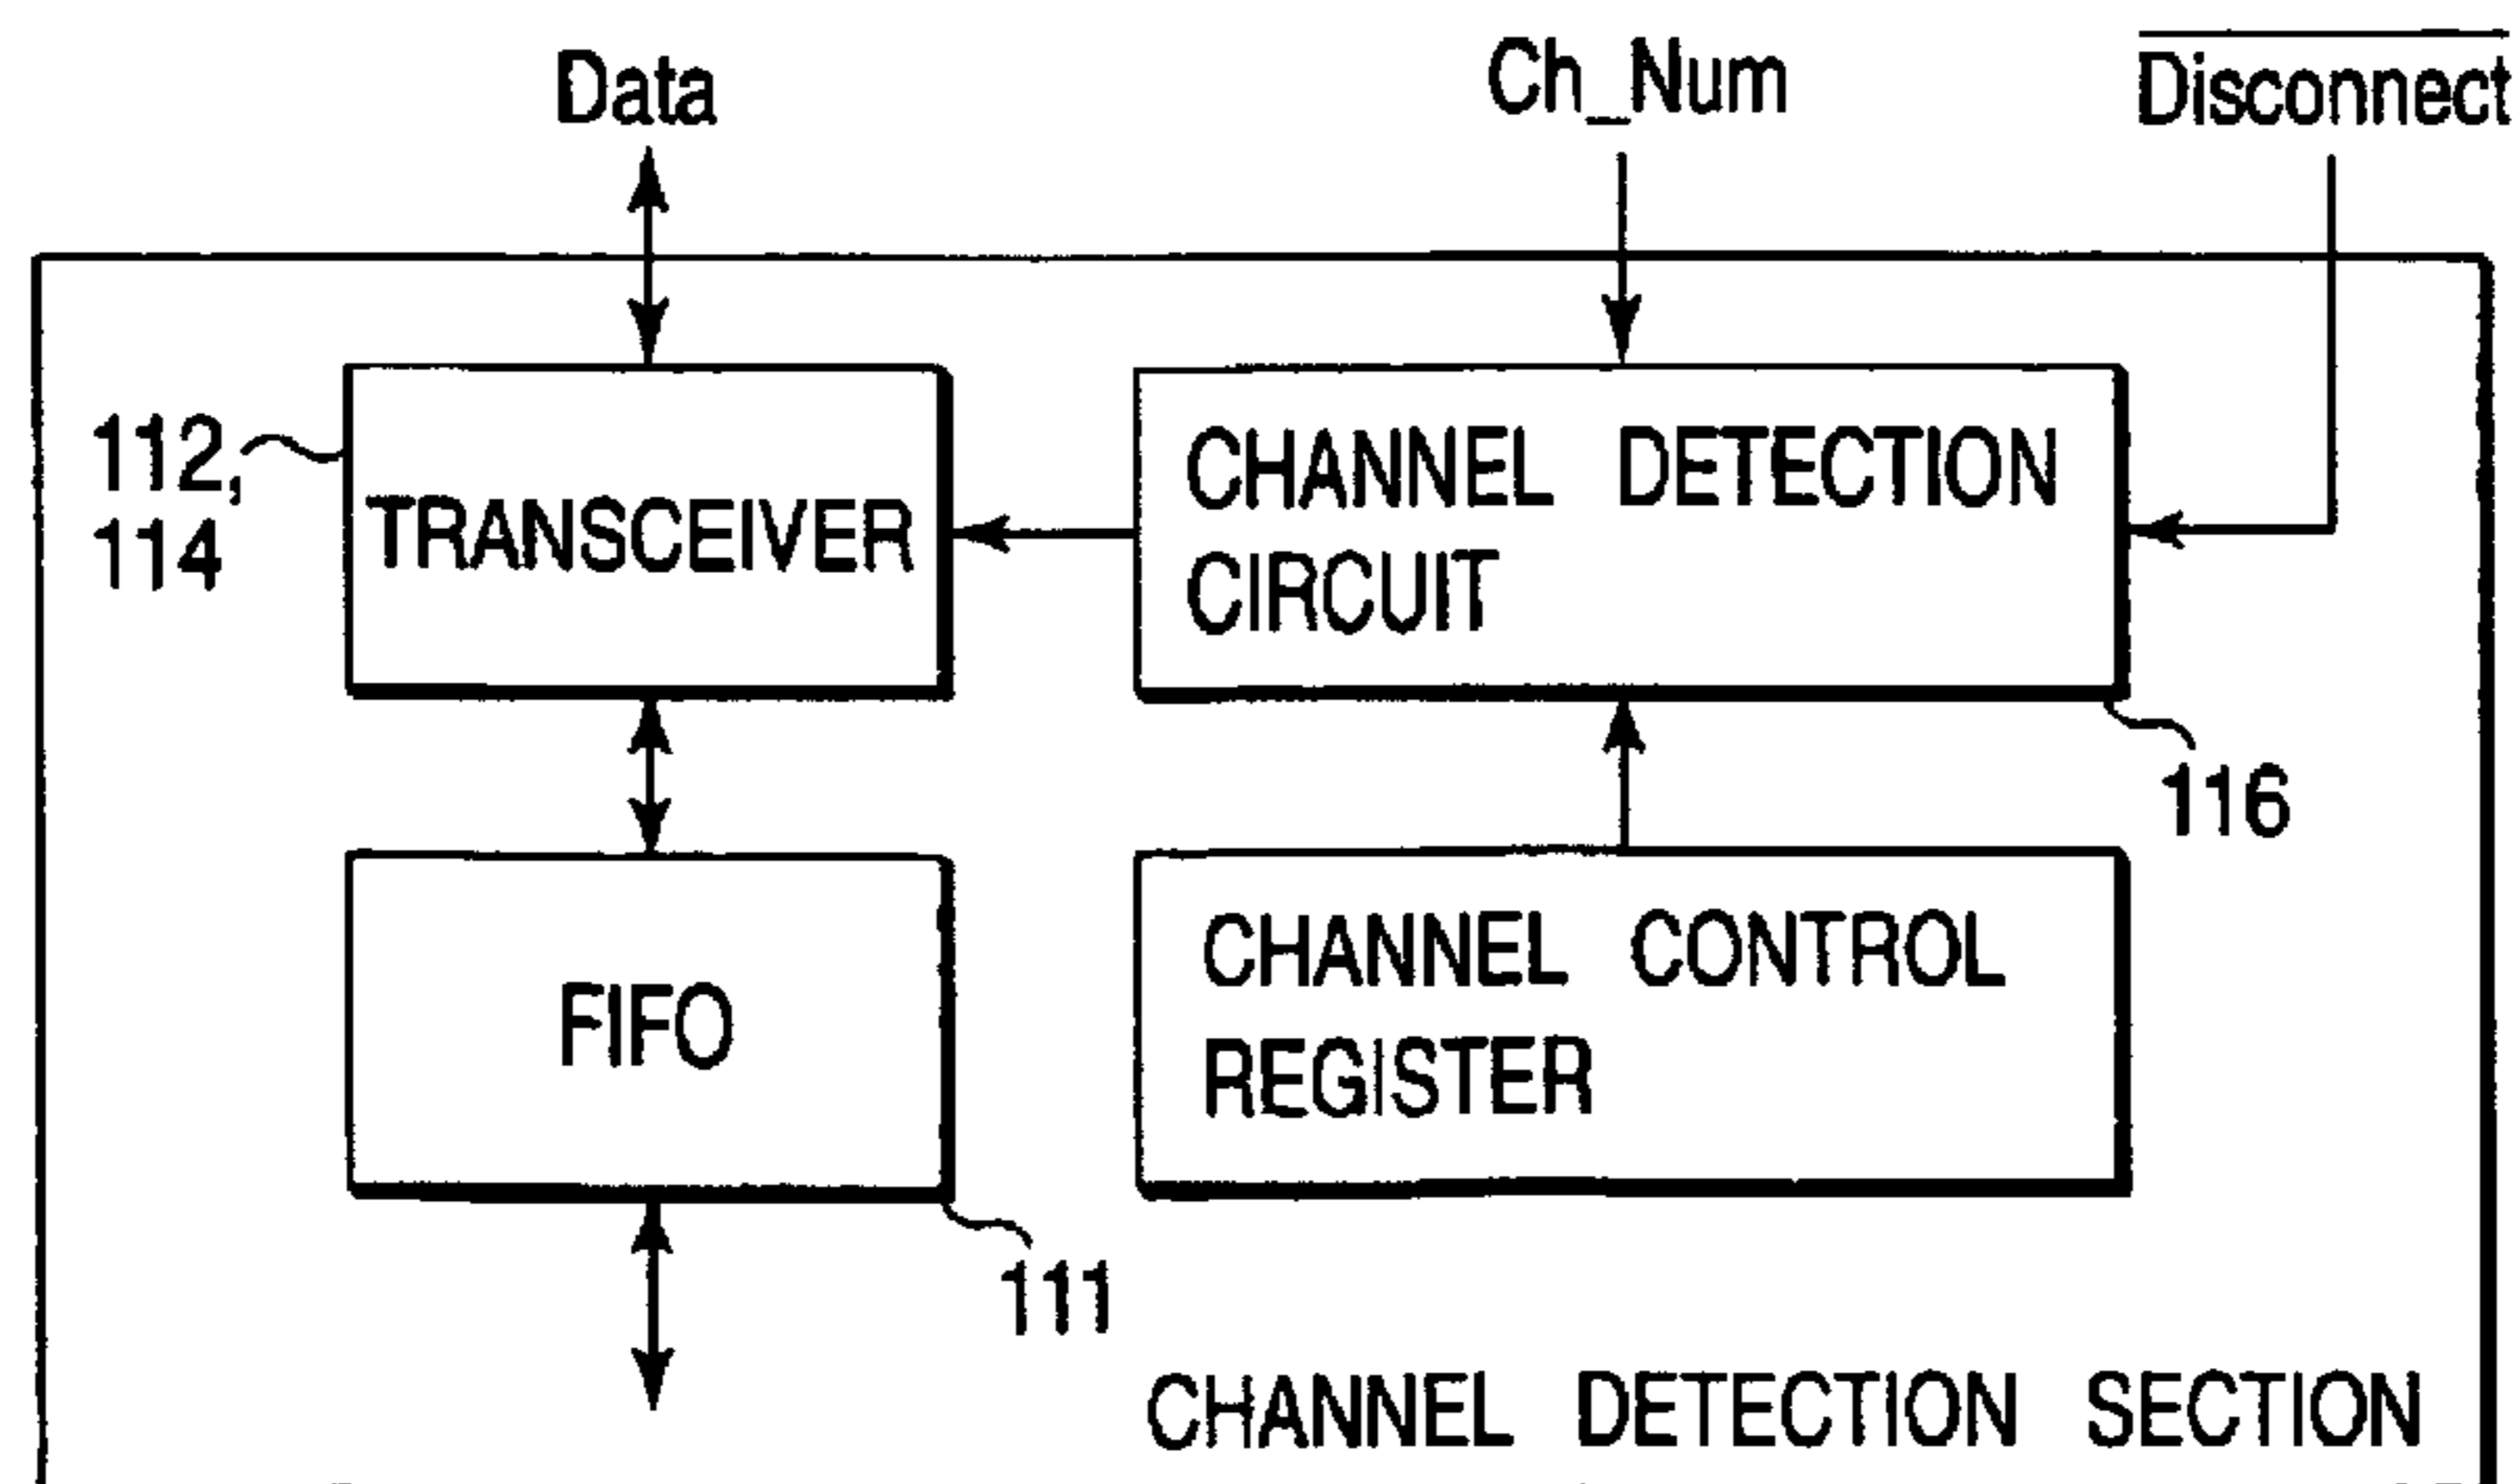 Data
Ch_Num
Disconnect
112,
114
TRANSCEIVER
CHANNEL DETECTION
CIRCUIT
116
FIFO
111
CHANNEL CONTROL
REGISTER
CHANNEL DETECTION SECTION